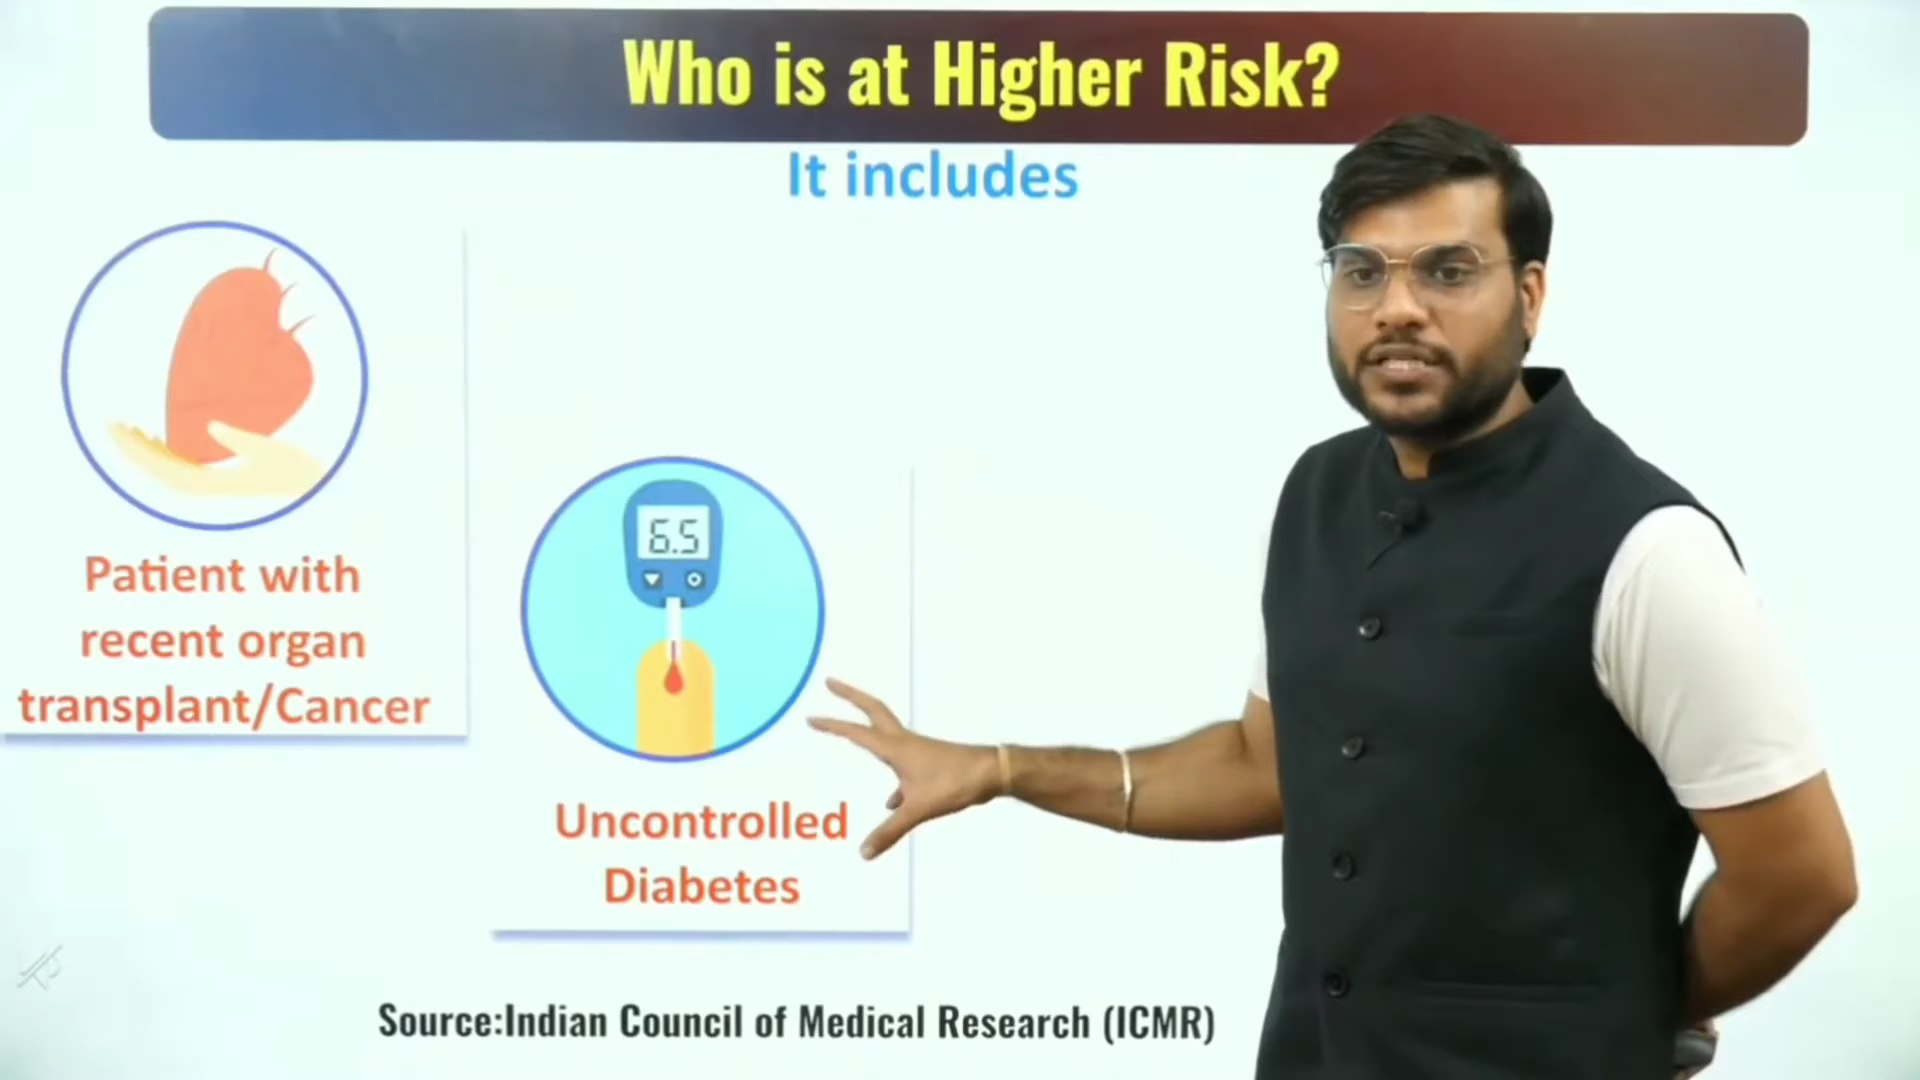 Who is at Higher Risk?
It includes
Patient with
recent organ
transplant/Cancer
6.5
Uncontrolled
Diabetes
Source:Indian Council of Medical Research (ICMR)